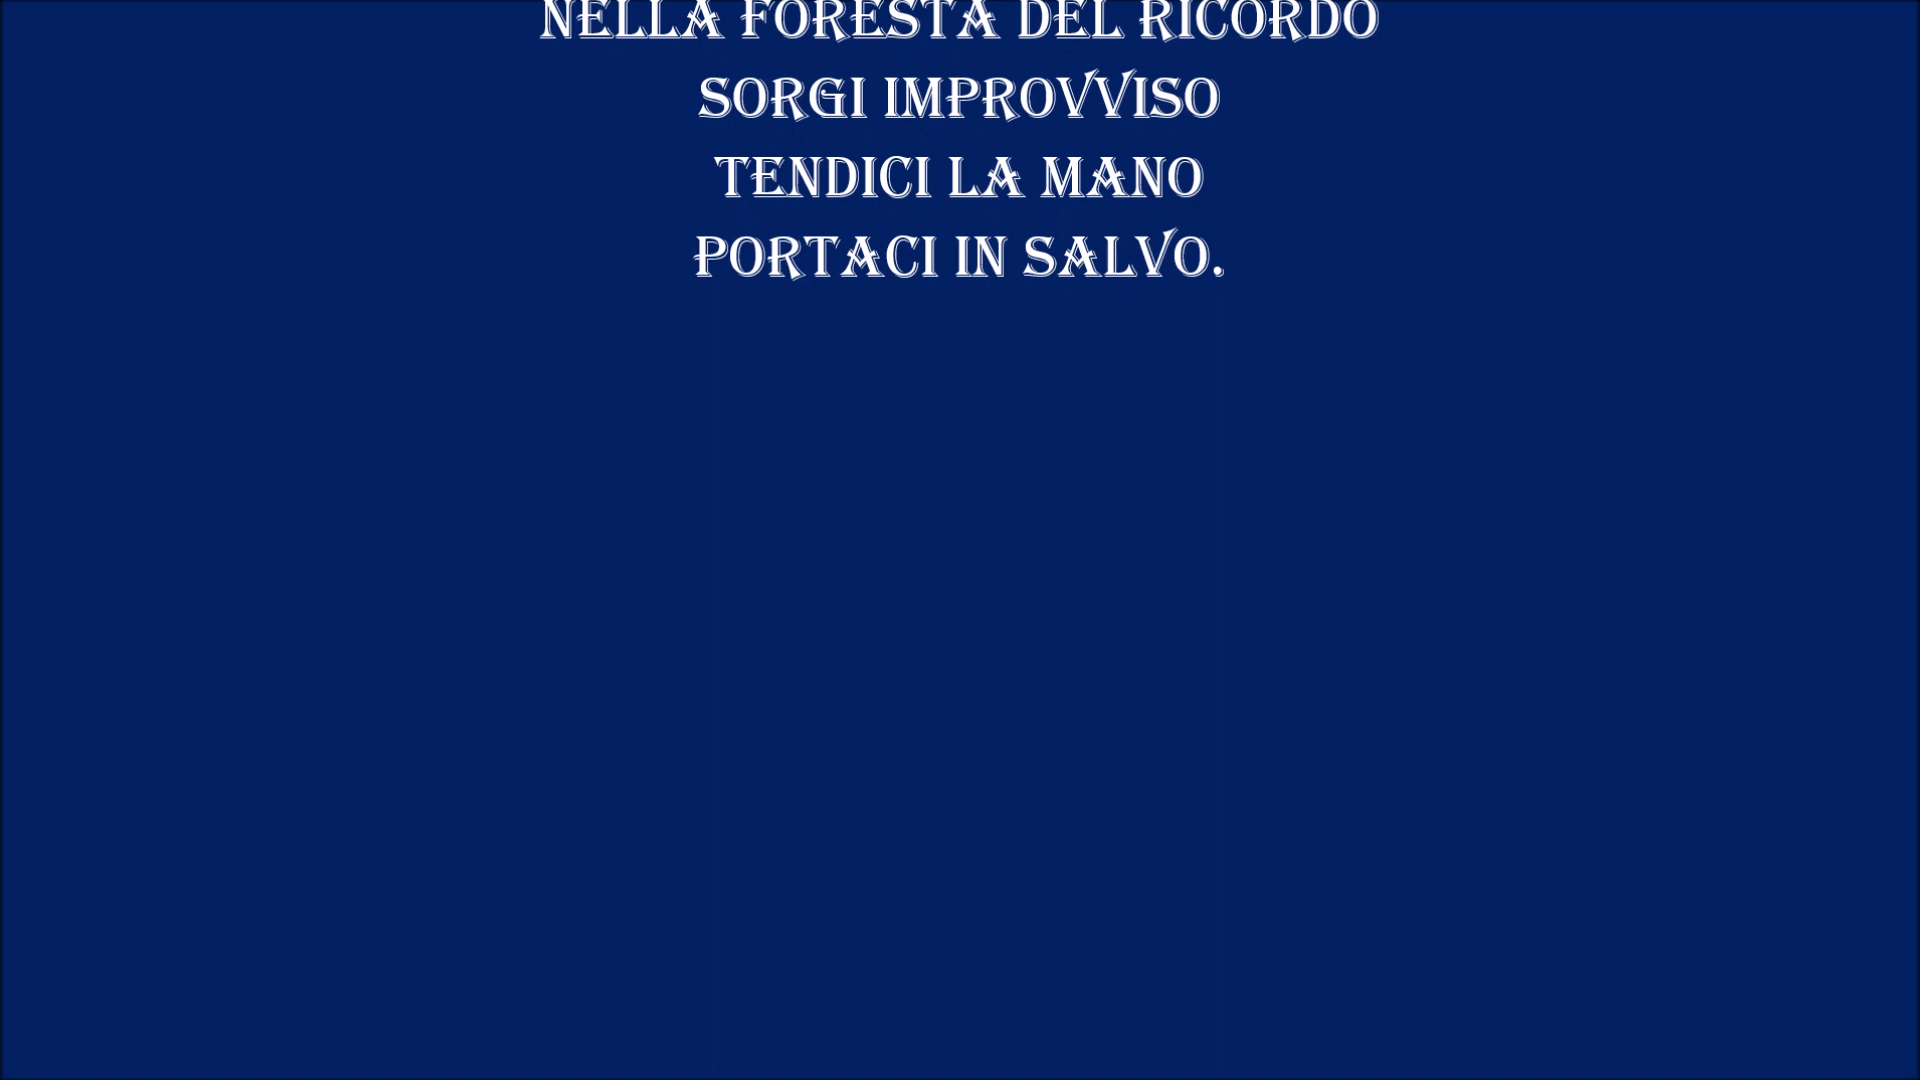 NELLA FORESTA DEL RICORDO
SORGI IMPROVVISO
TENDICI LA MANO
PORTACI IN SALVO.